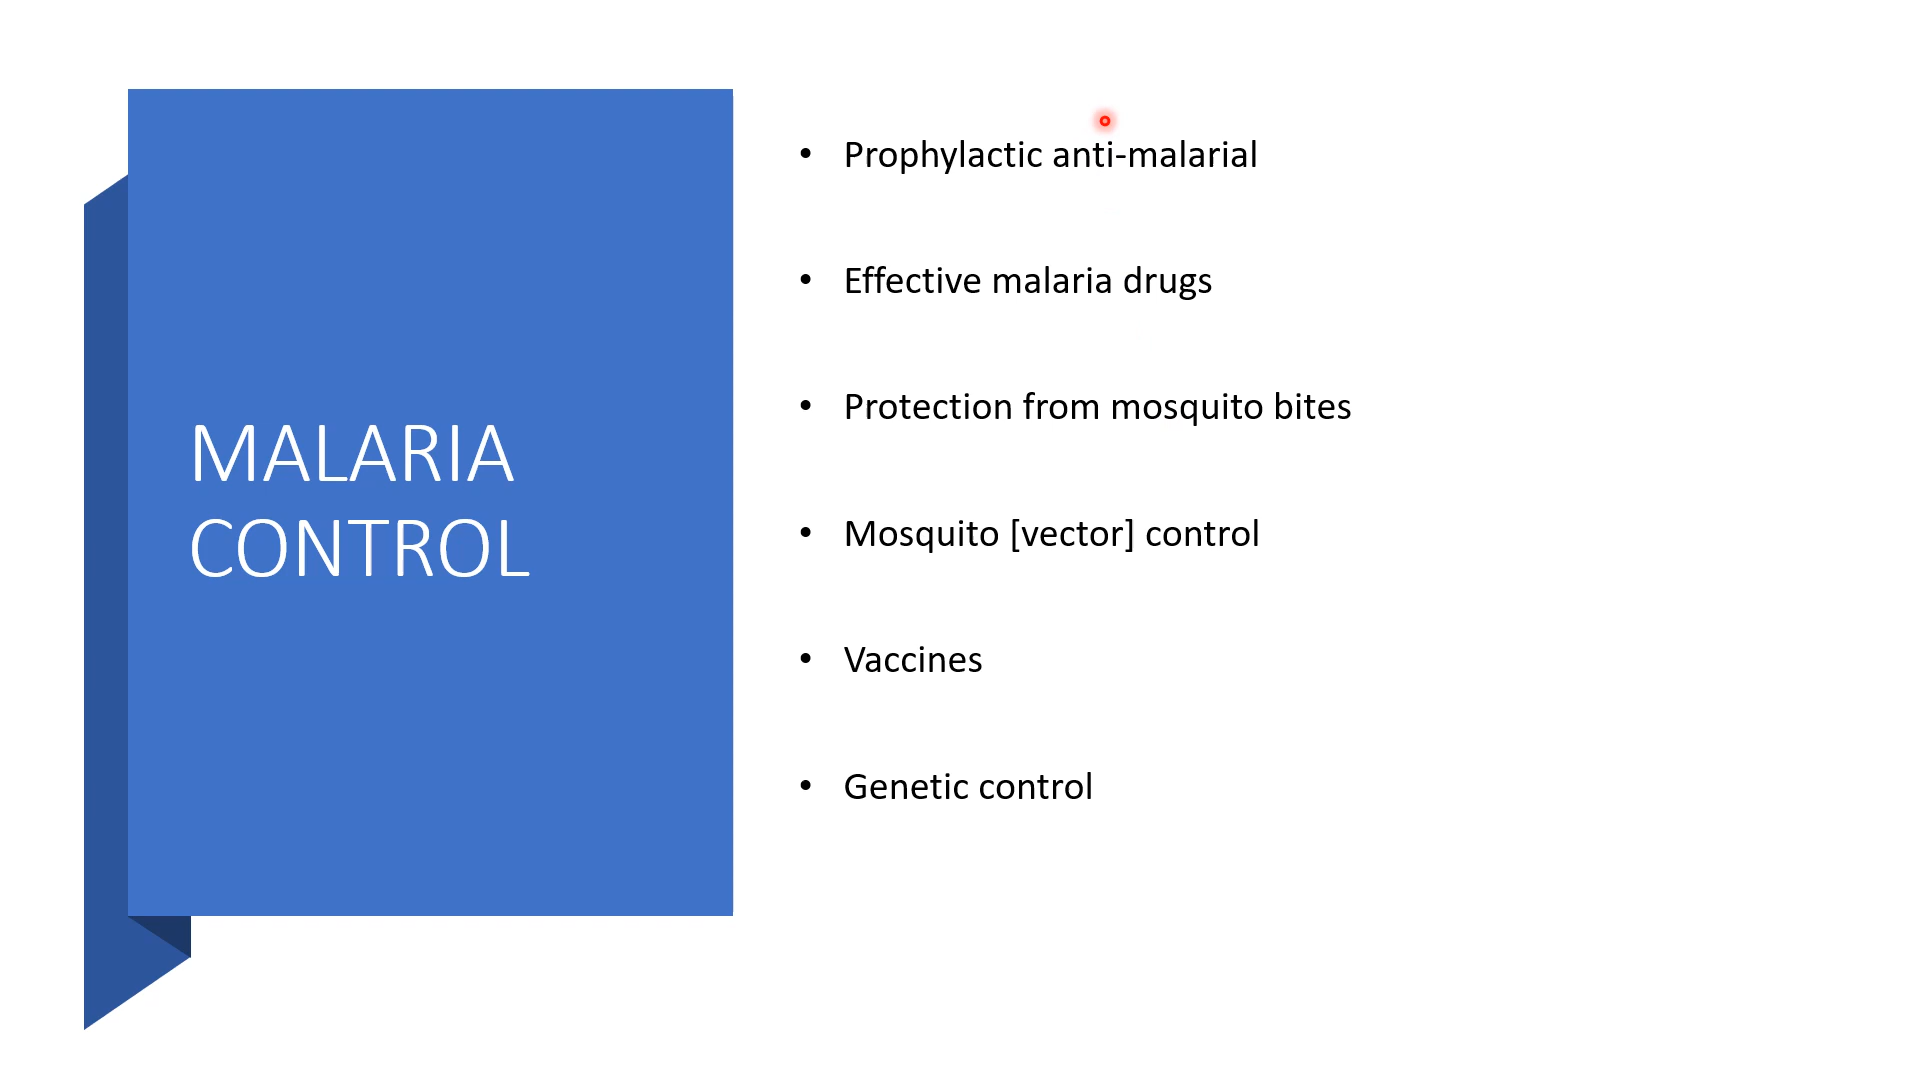 MALARIA
CONTROL
• Prophylactic anti-malarial
• Effective malaria drugs
• Protection from mosquito bites
• Mosquito [vector] control
• Vaccines
• Genetic control